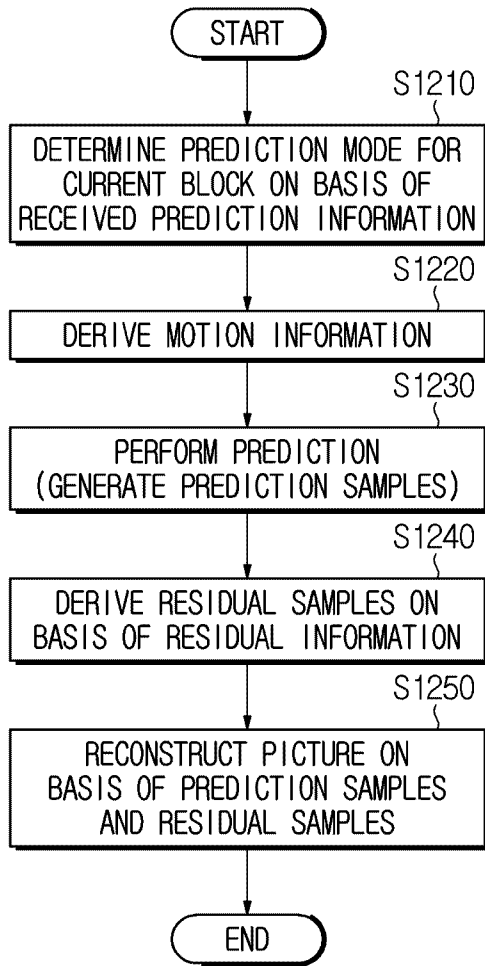 START
S1210
DETERMINE PREDICTION MODE FOR
CURRENT BLOCK ON BASIS OF
RECEIVED PREDICTION INFORMATION
S1220
DERIVE MOTION INFORMATION
S1230
PERFORM PREDICTION
(GENERATE PREDICTION SAMPLES)
S1240
DERIVE RESIDUAL SAMPLES ON
BASIS OF RESIDUAL INFORMATION
S1250
RECONSTRUCT PICTURE ON
BASIS OF PREDICTION SAMPLES
AND RESIDUAL SAMPLES
END